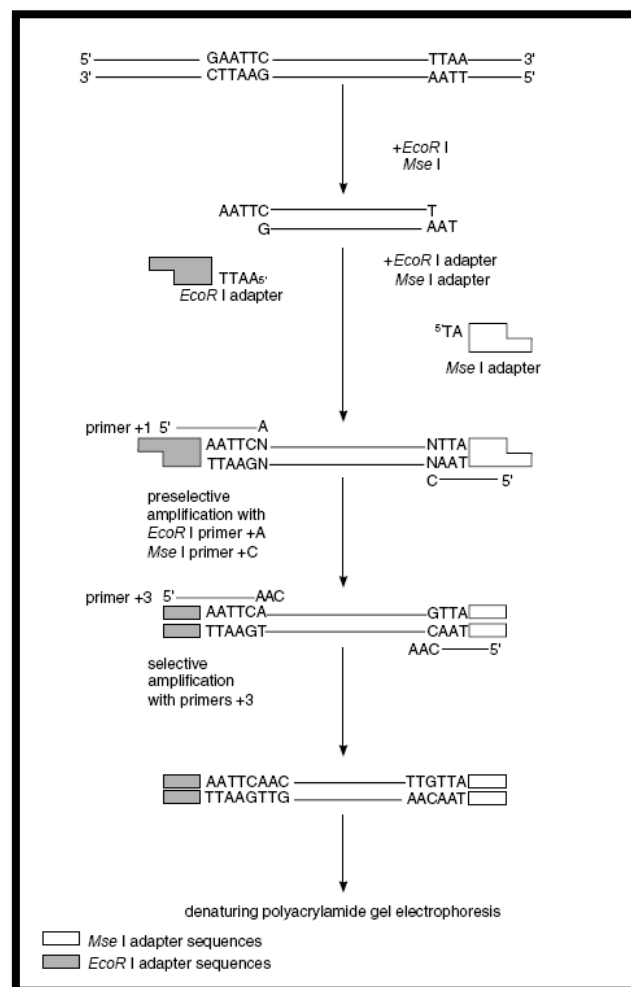 5' GAATTC TTAA 3'
3' CTTAAG AATT 5'
+EcoR I
Mse I
AATTC T
G AAT
+EcoR I adapter
Mse I adapter
TTAA5'
EcoR I adapter
5'TA
Mse I adapter
primer +1 5' A
AATTCN NTTA
TTAAGN NAAT
C 5'
preselective
amplification with
EcoR I primer +A
Mse I primer +C
primer +3 5' AAC
AATTCA GTTA
TTAAGT CAAT
AAC 5'
selective
amplification
with primers +3
AATTCAAC TTGTTA
TTAAGTTG AACAAT
denaturing polyacrylamide gel electrophoresis
Mse I adapter sequences
EcoR I adapter sequences